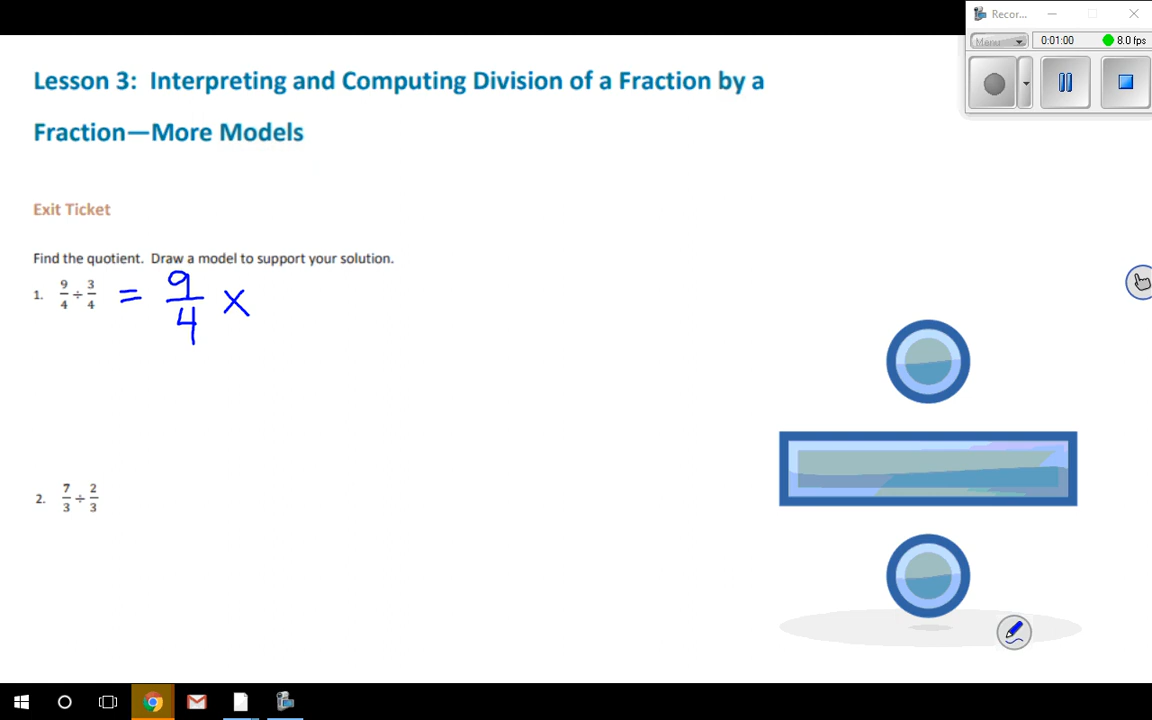 Recor...
Menu
0:01:00 8.0 fps
Lesson 3: Interpreting and Computing Division of a Fraction by a
Fraction—More Models
Exit Ticket
Find the quotient. Draw a model to support your solution.
1. 9/4 ÷ 3/4 = 9/4 ×
2. 7/3 ÷ 2/3